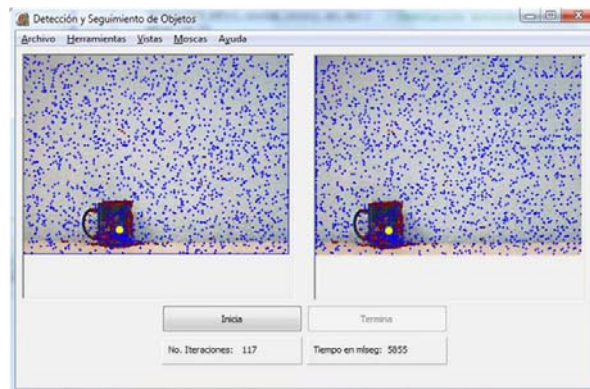 Detección y Seguimiento de Objetos
Archivo Herramientas Vistas Moscas Ayuda
Inicia Termina
No. Iteraciones: 117 Tiempo en mlseg: 5855